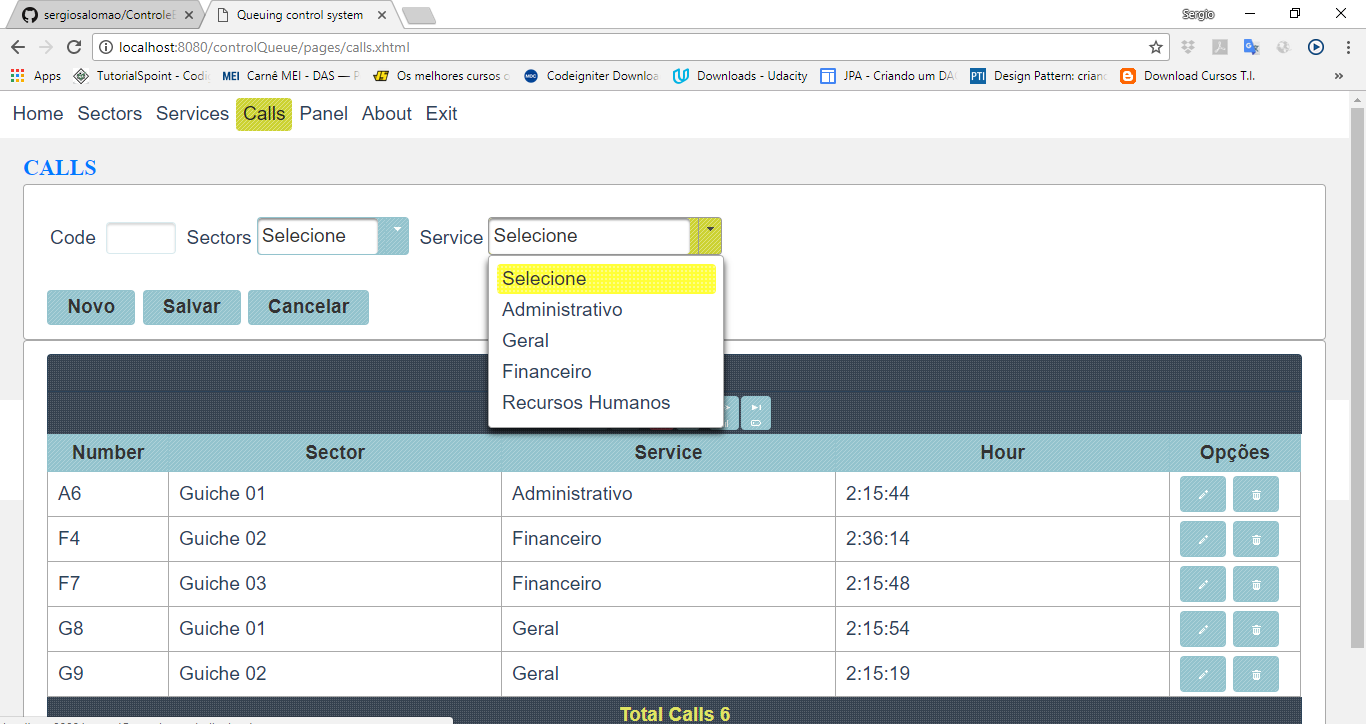 sergiosalomao/Controle
Queuing control system
Sergio
localhost:8080/controlQueue/pages/calls.xhtml
Apps
TutorialSpoint - Codi
MEI Carnê MEI - DAS — P
Os melhores cursos
Codeigniter Downloa
Downloads - Udacity
JPA - Criando um DA
PTI Design Pattern: crian
Download Cursos T.I.
»
Home Sectors Services Calls Panel About Exit
CALLS
Code Sectors Selecione Service Selecione
Selecione
Administrativo
Geral
Financeiro
Recursos Humanos
Novo Salvar Cancelar
Number Sector Service Hour Opções
A6 Guiche 01 Administrativo 2:15:44
F4 Guiche 02 Financeiro 2:36:14
F7 Guiche 03 Financeiro 2:15:48
G8 Guiche 01 Geral 2:15:54
G9 Guiche 02 Geral 2:15:19
Total Calls 6